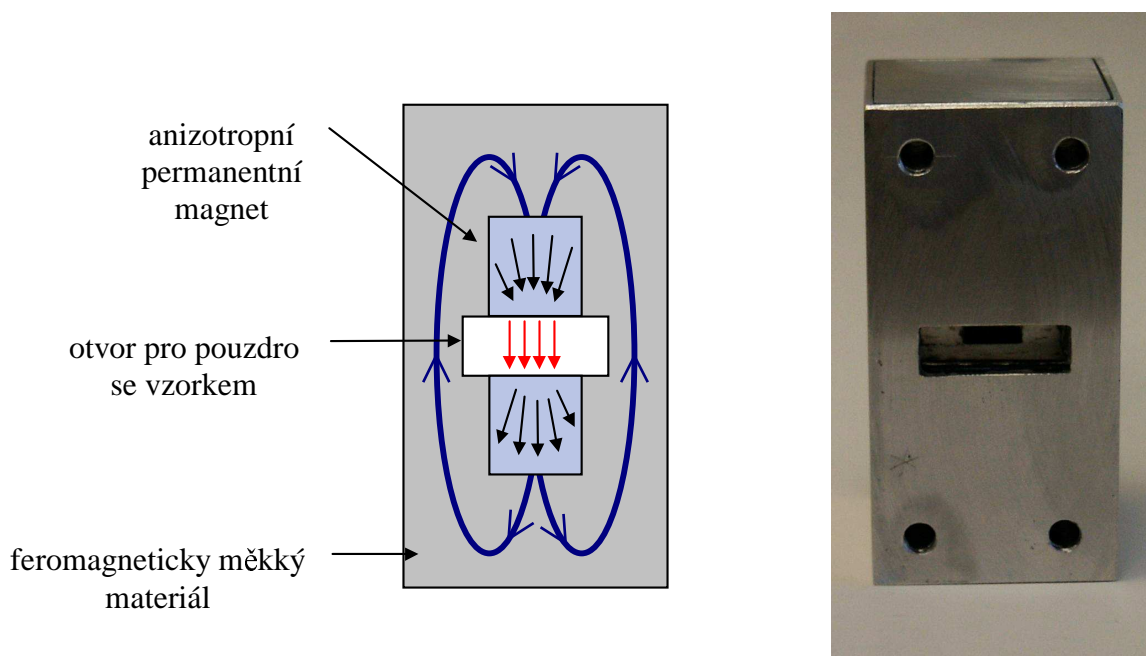 anizotropní
permanentní
magnet
otvor pro pouzdro
se vzorkem
feromagneticky měkký
materiál